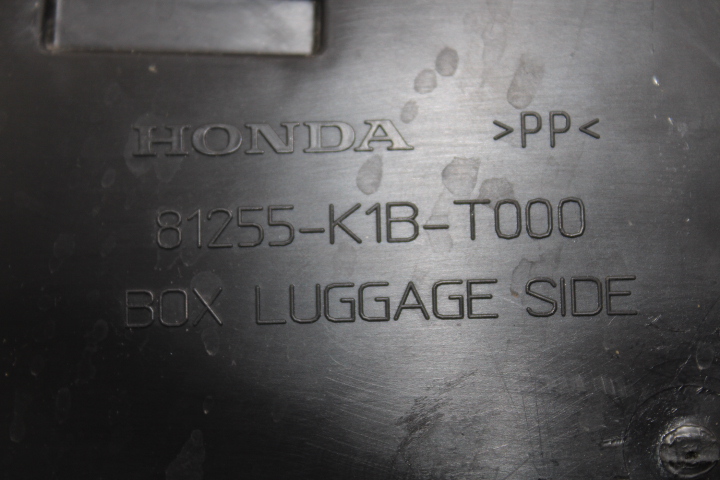 HONDA >PP<
81255-K1B-T000
BOX LUGGAGE SIDE